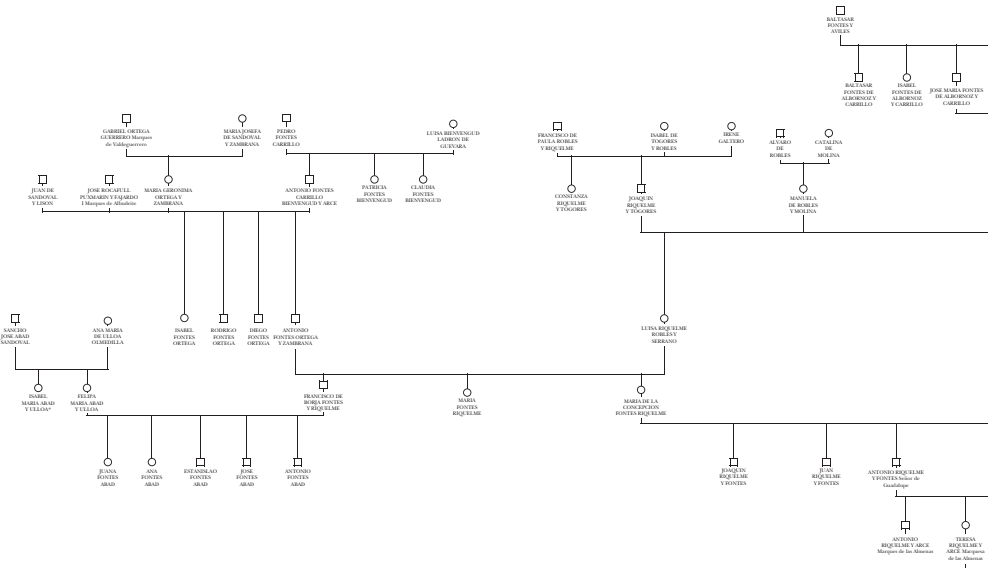 BALTASAR
FONTES Y
AVILES
BALTASAR
FONTES DE
ALBORNOZ Y
CARRILLO
ISABEL
FONTES DE
ALBORNOZ
Y CARRILLO
JOSE MARIA FONTES
DE ALBORNOZ Y
CARRILLO
GABRIEL ORTEGA
GUERRERO Marques
de Valdeguerrero
MARIA JOSEFA
DE SANDOVAL
Y ZAMBRANA
PEDRO
FONTES
CARRILLO
LUISA BIENVENGUD
LADRON DE
GUEVARA
FRANCISCO DE
PAULA ROBLES
Y RIQUELME
ISABEL DE
TOGORES
Y ROBLES
IRENE
GALTERO
ALVARO
DE
ROBLES
CATALINA
DE
MOLINA
JUAN DE
SANDOVAL
Y LISON
JOSE ROCAFULL
PUXMARIN Y FAJARDO
I Marques de Albudeite
MARIA GERONIMA
ORTEGA Y
ZAMBRANA
ANTONIO FONTES
CARRILLO
BIENVENGUD Y ARCE
PATRICIA
FONTES
BIENVENGUD
CLAUDIA
FONTES
BIENVENGUD
CONSTANZA
RIQUELME
Y TOGORES
JOAQUIN
RIQUELME
Y TOGORES
MANUELA
DE ROBLES
Y MOLINA
SANCHO
JOSE ABAD
SANDOVAL
ANA MARIA
DE ULLOA
OLMEDILLA
ISABEL
FONTES
ORTEGA
RODRIGO
FONTES
ORTEGA
DIEGO
FONTES
ORTEGA
ANTONIO
FONTES ORTEGA
Y ZAMBRANA
LUISA RIQUELME
ROBLES Y
SERRANO
ISABEL
MARIA ABAD
Y ULLOA*
FELIPA
MARIA ABAD
Y ULLOA
FRANCISCO DE
BORJA FONTES
Y RIQUELME
MARIA
FONTES
RIQUELME
MARIA DE LA
CONCEPCION
FONTES RIQUELME
JUANA
FONTES
ABAD
ANA
FONTES
ABAD
ESTANISLAO
FONTES
ABAD
JOSE
FONTES
ABAD
ANTONIO
FONTES
ABAD
JOAQUIN
RIQUELME
Y FONTES
JUAN
RIQUELME
Y FONTES
ANTONIO RIQUELME
Y FONTES Señor de
Guadalupe
ANTONIO
RIQUELME Y ARCE
Marques de las Almenas
TERESA
RIQUELME Y
ARCE Marquesa
de las Almenas